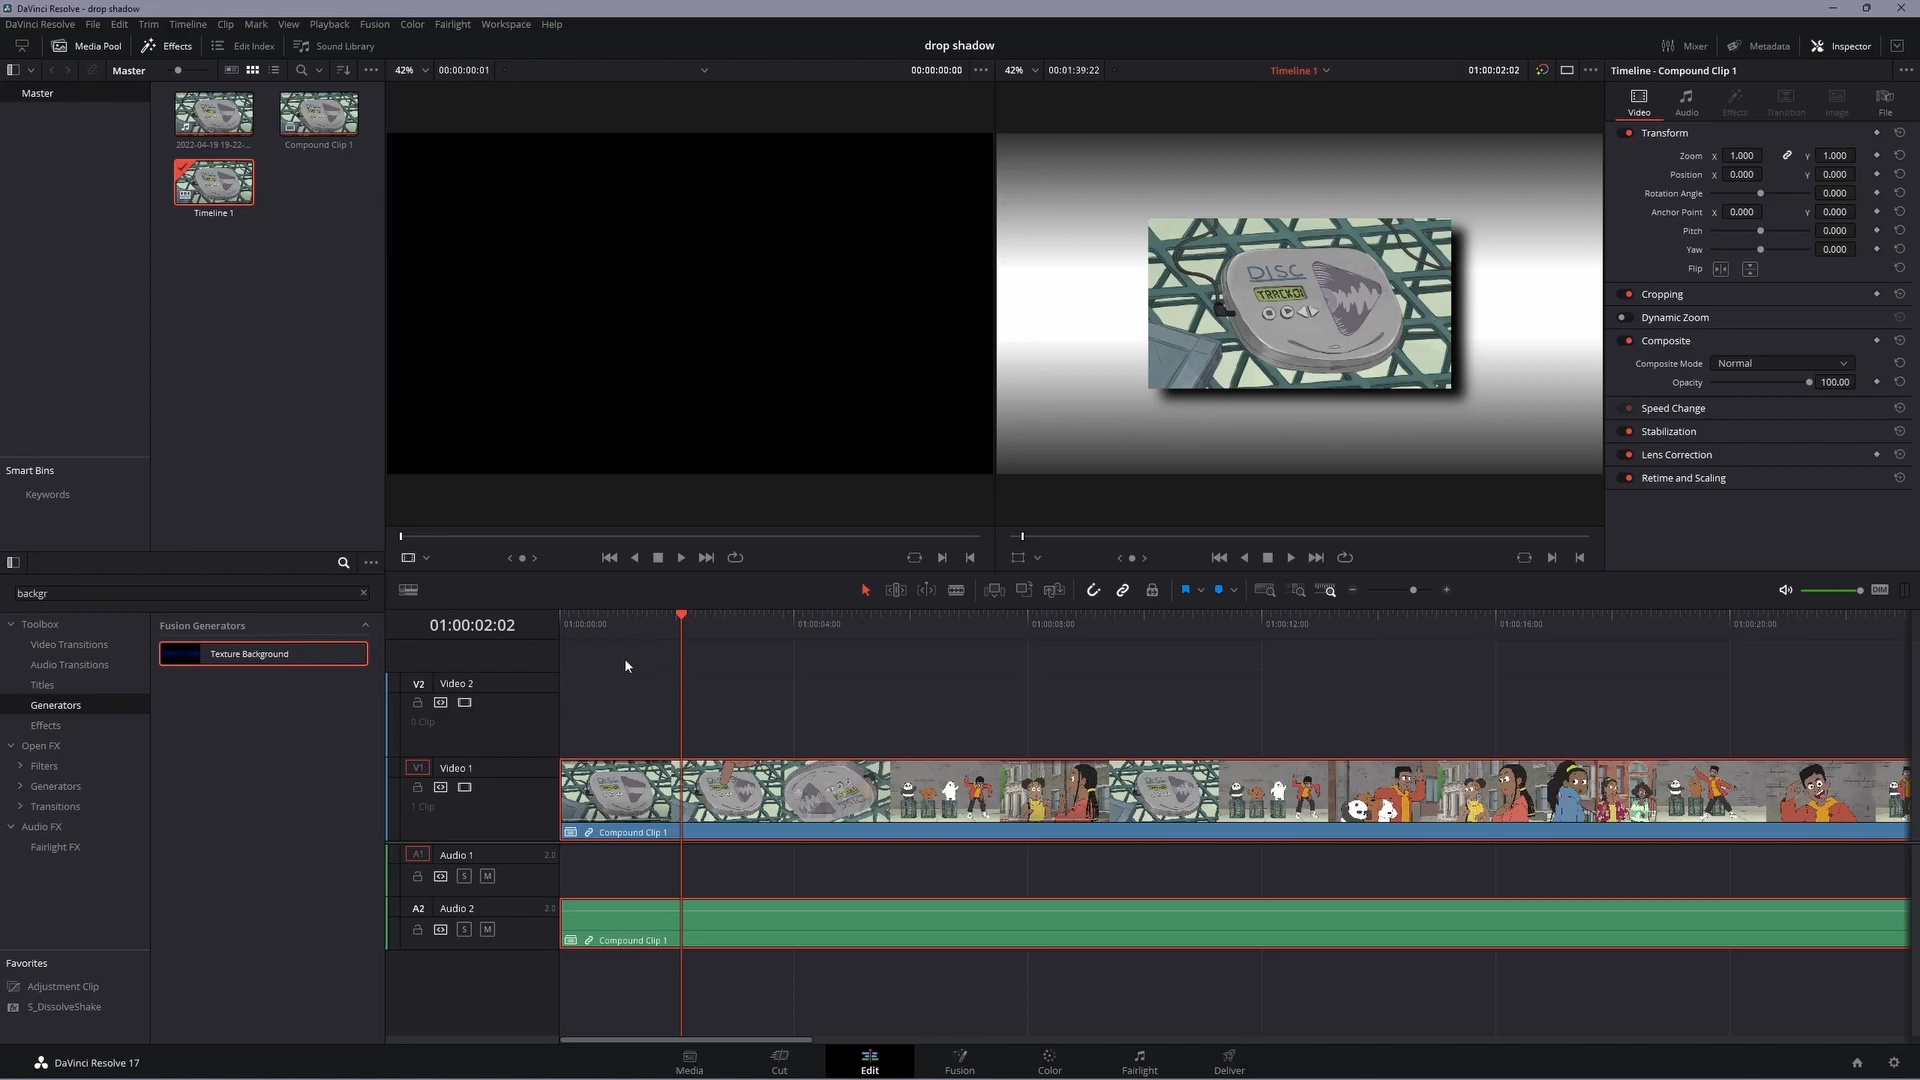 DaVinci Resolve - drop shadow
DaVinci Resolve File Edit Trim Timeline Clip Mark View Playback Fusion Color Fairlight Workspace Help
Media Pool Effects Edit Index Sound Library drop shadow Mixer Metadata Inspector
Master 42% 00:00:00:01 00:00:00:00 42% 00:01:39:22 Timeline 1 01:00:02:02 Timeline - Compound Clip 1
Master
2022-04-19 19-22-... Compound Clip 1
Timeline 1
Video Audio Effects Transition Image File
Transform
Zoom X 1.000 Y 1.000
Position X 0.000 Y 0.000
Rotation Angle 0.000
Anchor Point X 0.000 Y 0.000
Pitch 0.000
Yaw 0.000
Flip
Cropping
Dynamic Zoom
Composite
Composite Mode Normal
Opacity 100.00
Speed Change
Stabilization
Lens Correction
Retime and Scaling
DISC
TRACK01
Smart Bins
Keywords
backgr
Toolbox
Video Transitions
Audio Transitions
Titles
Generators
Effects
Open FX
Filters
Generators
Transitions
Audio FX
Fairlight FX
Fusion Generators
Texture Background
Favorites
Adjustment Clip
S_DissolveShake
DIM
01:00:02:02
01:00:00:00 01:00:04:00 01:00:08:00 01:00:12:00 01:00:16:00 01:00:20:00
V2 Video 2
0 Clip
V1 Video 1
1 Clip
Compound Clip 1
A1 Audio 1 2.0
S M
A2 Audio 2 2.0
S M
Compound Clip 1
DaVinci Resolve 17
Media Cut Edit Fusion Color Fairlight Deliver